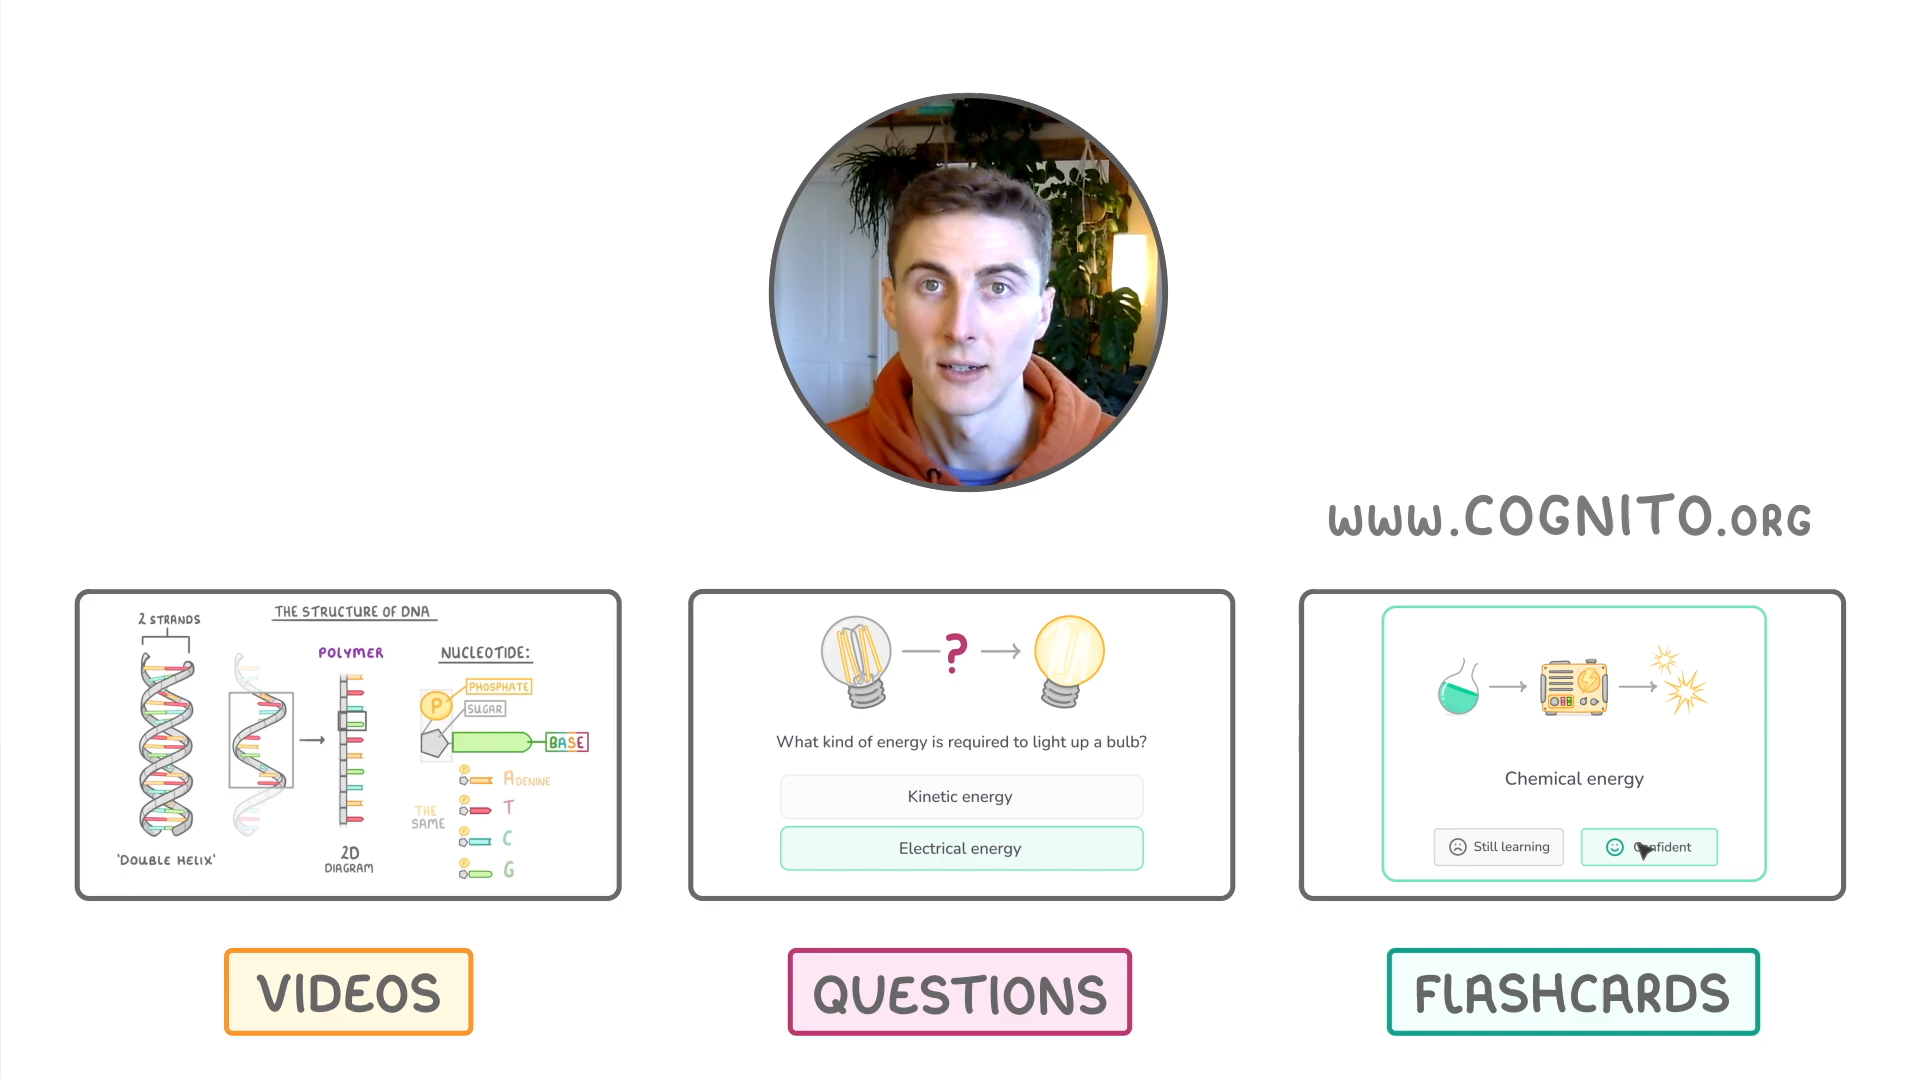 www.COGNITO.ORG
THE STRUCTURE OF DNA
2 STRANDS
POLYMER
NUCLEOTIDE:
PHOSPHATE
P
SUGAR
BASE
ADENINE
THE
SAME
T
C
G
'DOUBLE HELIX'
2D
DIAGRAM
?
What kind of energy is required to light up a bulb?
Kinetic energy
Electrical energy
Chemical energy
Still learning
VIDEOS
QUESTIONS
FLASHCARDS